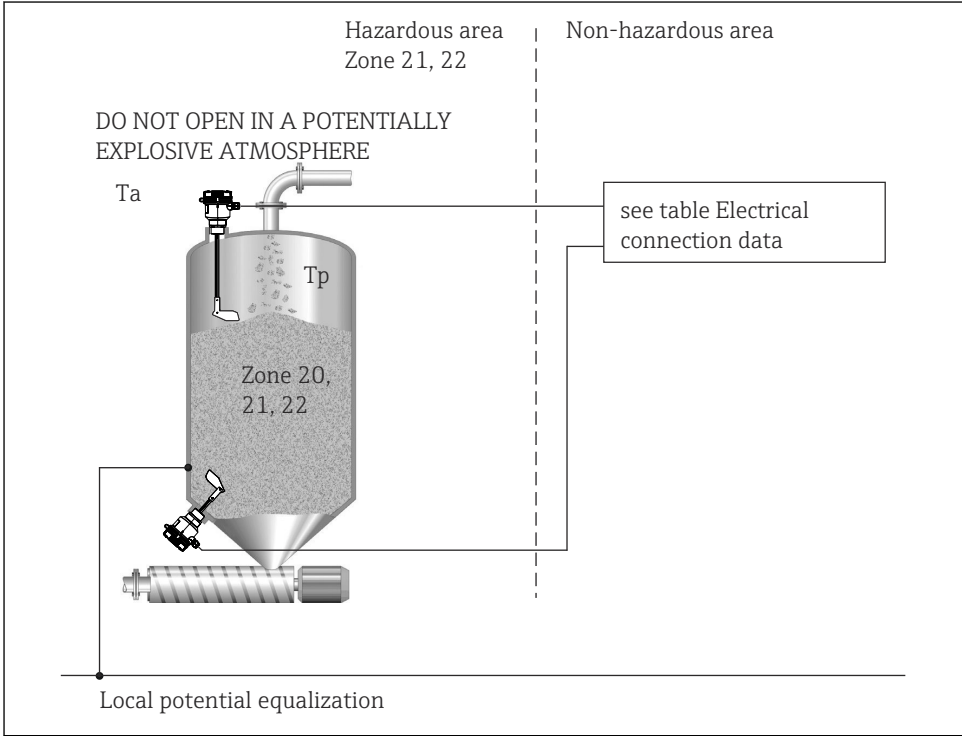 Hazardous area
Zone 21, 22
Non-hazardous area
DO NOT OPEN IN A POTENTIALLY
EXPLOSIVE ATMOSPHERE
Ta
see table Electrical
connection data
Tp
Zone 20,
21, 22
Local potential equalization